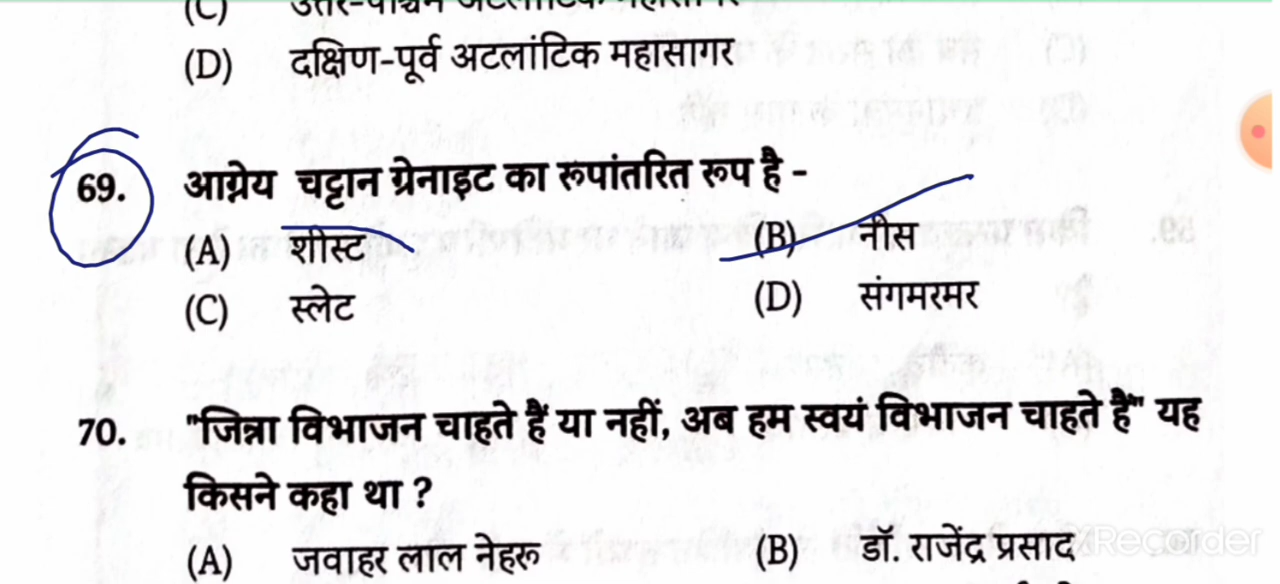 (C)
(D) दक्षिण-पूर्व अटलांटिक महासागर
69. आग्नेय चट्टान ग्रेनाइट का रूपांतरित रूप है -
(A) शीस्ट (B) नीस
(C) स्लेट (D) संगमरमर
70. "जिन्ना विभाजन चाहते हैं या नहीं, अब हम स्वयं विभाजन चाहते हैं" यह
किसने कहा था ?
(A) जवाहर लाल नेहरू (B) डॉ. राजेंद्र प्रसाद
XRecorder